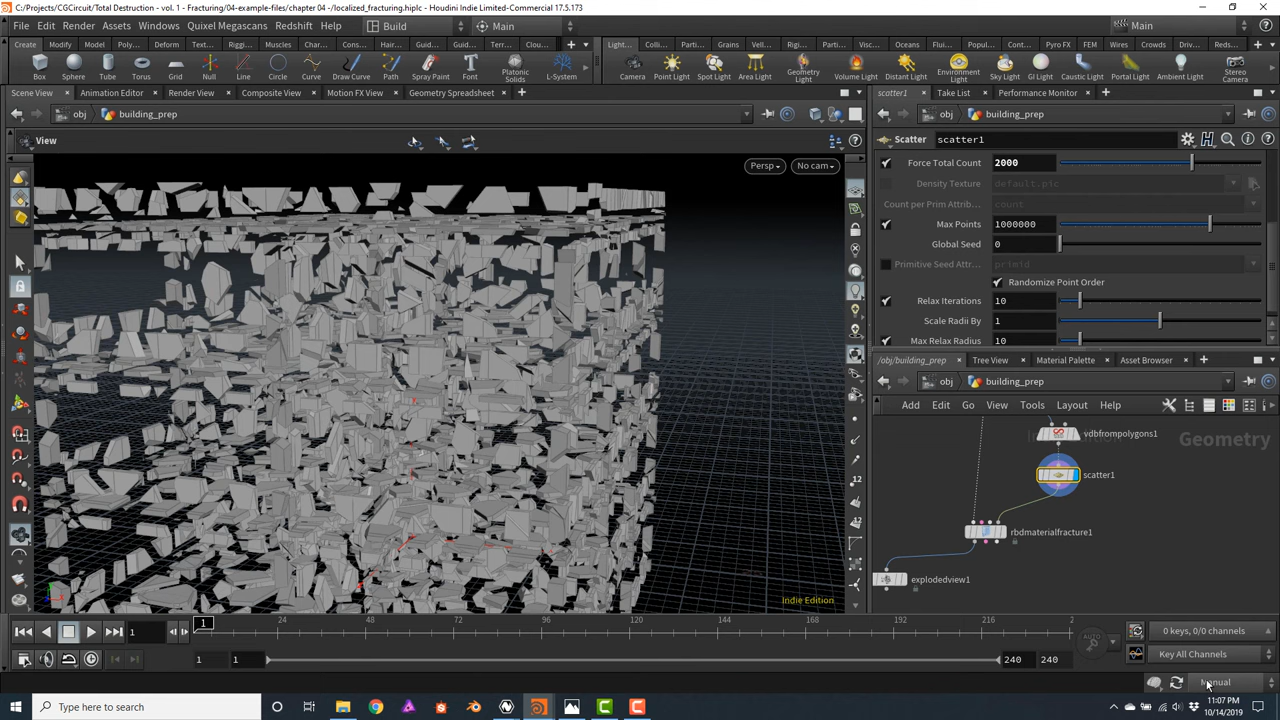 C:/Projects/CGCircuit/Total Destruction - vol. 1 - Fracturing/04-example-files/chapter 04 -/localized_fracturing.hiplc - Houdini Indie Limited-Commercial 17.5.173
File Edit Render Assets Windows Quixel Megascans Redshift Help Build Main Main
Create Modify Model Poly... Deform Text... Rigg... Muscles Char... Cons... Hair... Guid... Guid... Terr... Clou... Light... Colli... Parti... Grains Vell... Rigi... Parti... Visc... Oceans Flui... Popul... Cont... Pyro FX FEM Wires Crowds Driv... Reds...
Box Sphere Tube Torus Grid Null Line Circle Curve Draw Curve Path Spray Paint Font Platonic Solids L-System Camera Point Light Spot Light Area Light Geometry Light Volume Light Distant Light Environment Light Sky Light GI Light Caustic Light Portal Light Ambient Light Stereo Camera
Scene View Animation Editor Render View Composite View Motion FX View Geometry Spreadsheet
obj building_prep
View
Persp No cam
Indie Edition
scatter1 Take List Performance Monitor
obj building_prep
Scatter scatter1
Force Total Count 2000
Density Texture default.pic
Count per Prim Attrib... count
Max Points 1000000
Global Seed 0
Primitive Seed Attr... primid
Randomize Point Order
Relax Iterations 10
Scale Radii By 1
Max Relax Radius 10
/obj/building_prep Tree View Material Palette Asset Browser
obj building_prep
Add Edit Go View Tools Layout Help
Geometry
vdbfrompolygons1
scatter1
rbdmaterialfracture1
explodedview1
1 1 24 48 72 96 120 144 168 192 216 2
AUTO
0 keys, 0/0 channels
1 1 240 240
Key All Channels
Manual
Type here to search
11:07 PM
10/14/2019